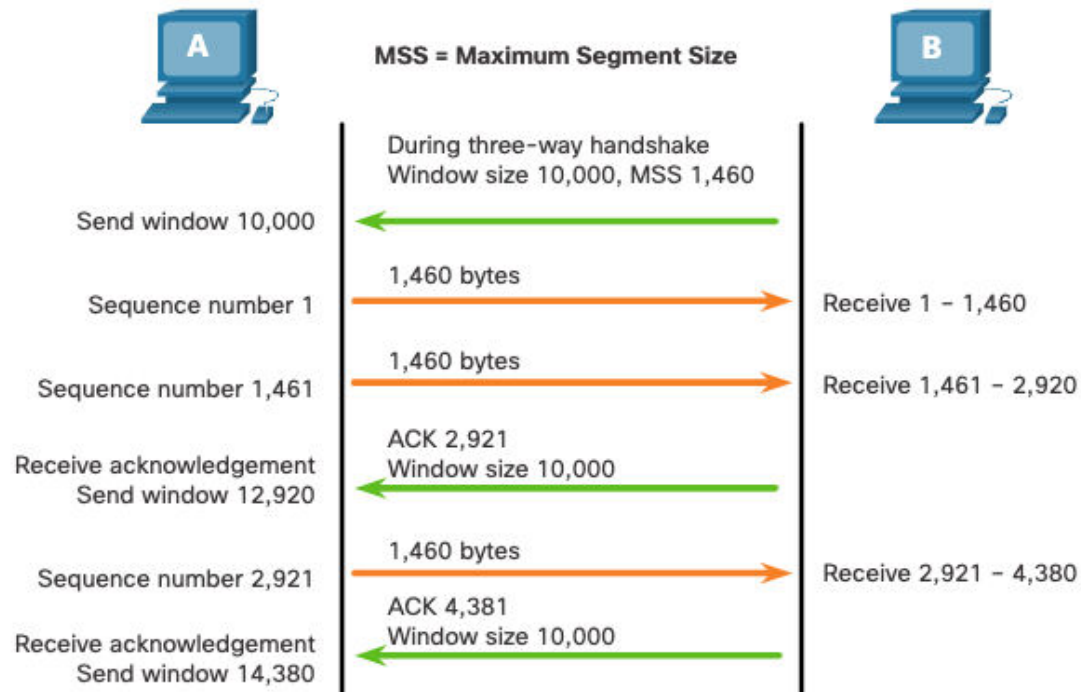 A
MSS = Maximum Segment Size
B
During three-way handshake
Window size 10,000, MSS 1,460
Send window 10,000
1,460 bytes
Sequence number 1
Receive 1 – 1,460
1,460 bytes
Sequence number 1,461
Receive 1,461 – 2,920
ACK 2,921
Window size 10,000
Receive acknowledgement
Send window 12,920
1,460 bytes
Sequence number 2,921
Receive 2,921 – 4,380
ACK 4,381
Window size 10,000
Receive acknowledgement
Send window 14,380